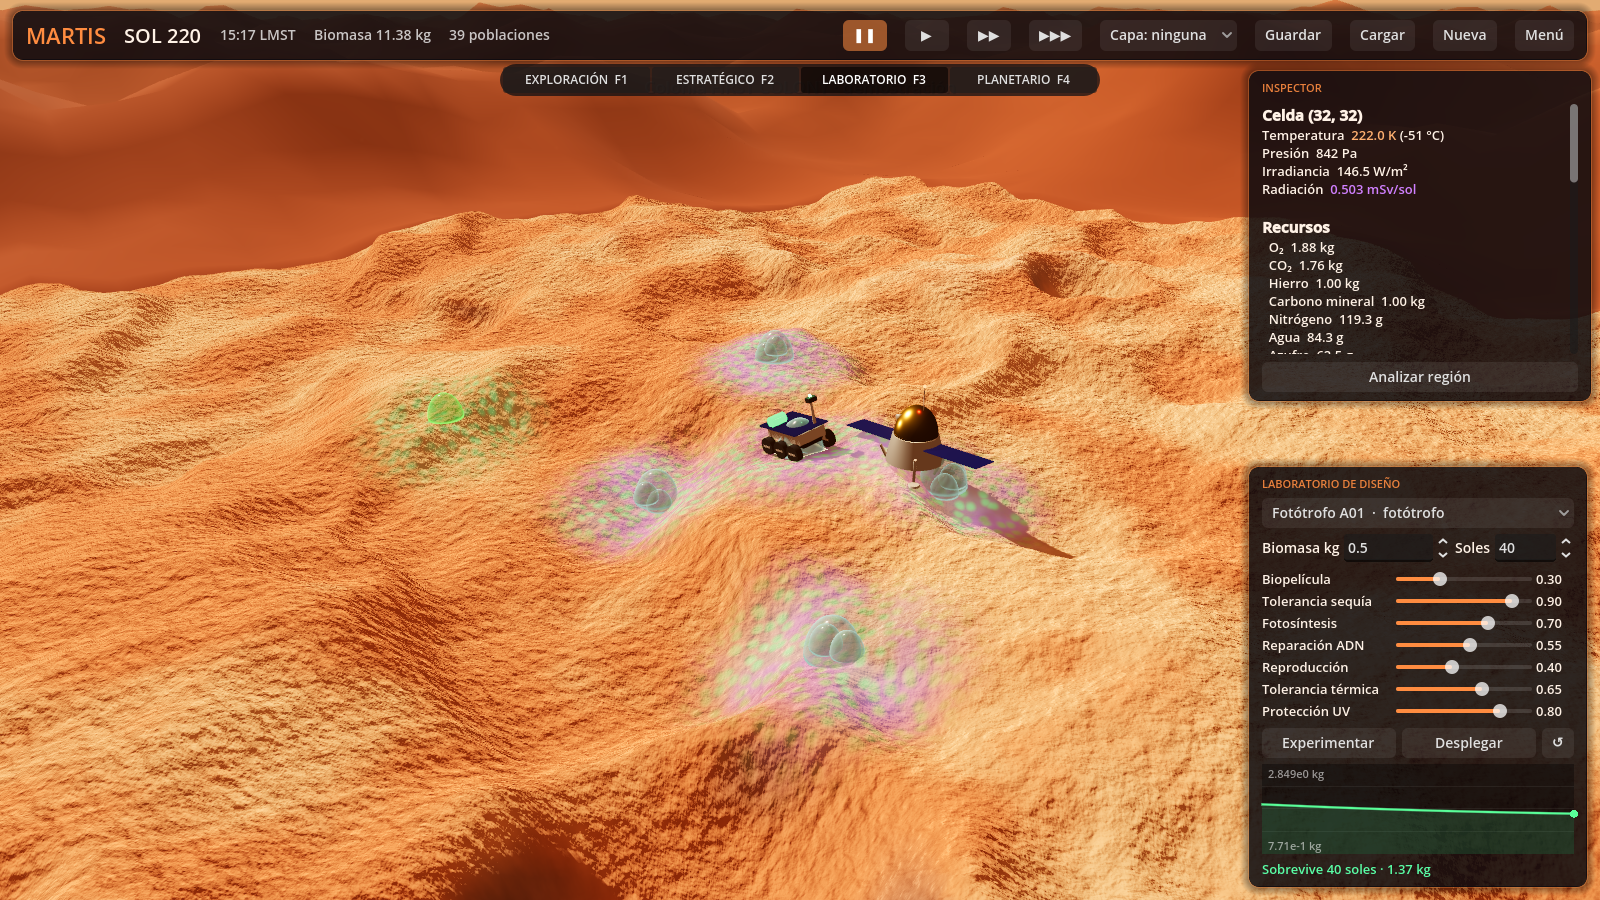 MARTIS SOL 220 15:17 LMST Biomasa 11.38 kg 39 poblaciones Capa: ninguna Guardar Cargar Nueva Menú
EXPLORACIÓN F1 ESTRATÉGICO F2 LABORATORIO F3 PLANETARIO F4
INSPECTOR
Celda (32, 32)
Temperatura 222.0 K (-51 °C)
Presión 842 Pa
Irradiancia 146.5 W/m²
Radiación 0.503 mSv/sol
Recursos
O₂ 1.88 kg
CO₂ 1.76 kg
Hierro 1.00 kg
Carbono mineral 1.00 kg
Nitrógeno 119.3 g
Agua 84.3 g
Analizar región
LABORATORIO DE DISEÑO
Fotótrofo A01 · fotótrofo
Biomasa kg 0.5 Soles 40
Biopelícula 0.30
Tolerancia sequía 0.90
Fotosíntesis 0.70
Reparación ADN 0.55
Reproducción 0.40
Tolerancia térmica 0.65
Protección UV 0.80
Experimentar Desplegar ↺
2.849e0 kg
7.71e-1 kg
Sobrevive 40 soles · 1.37 kg